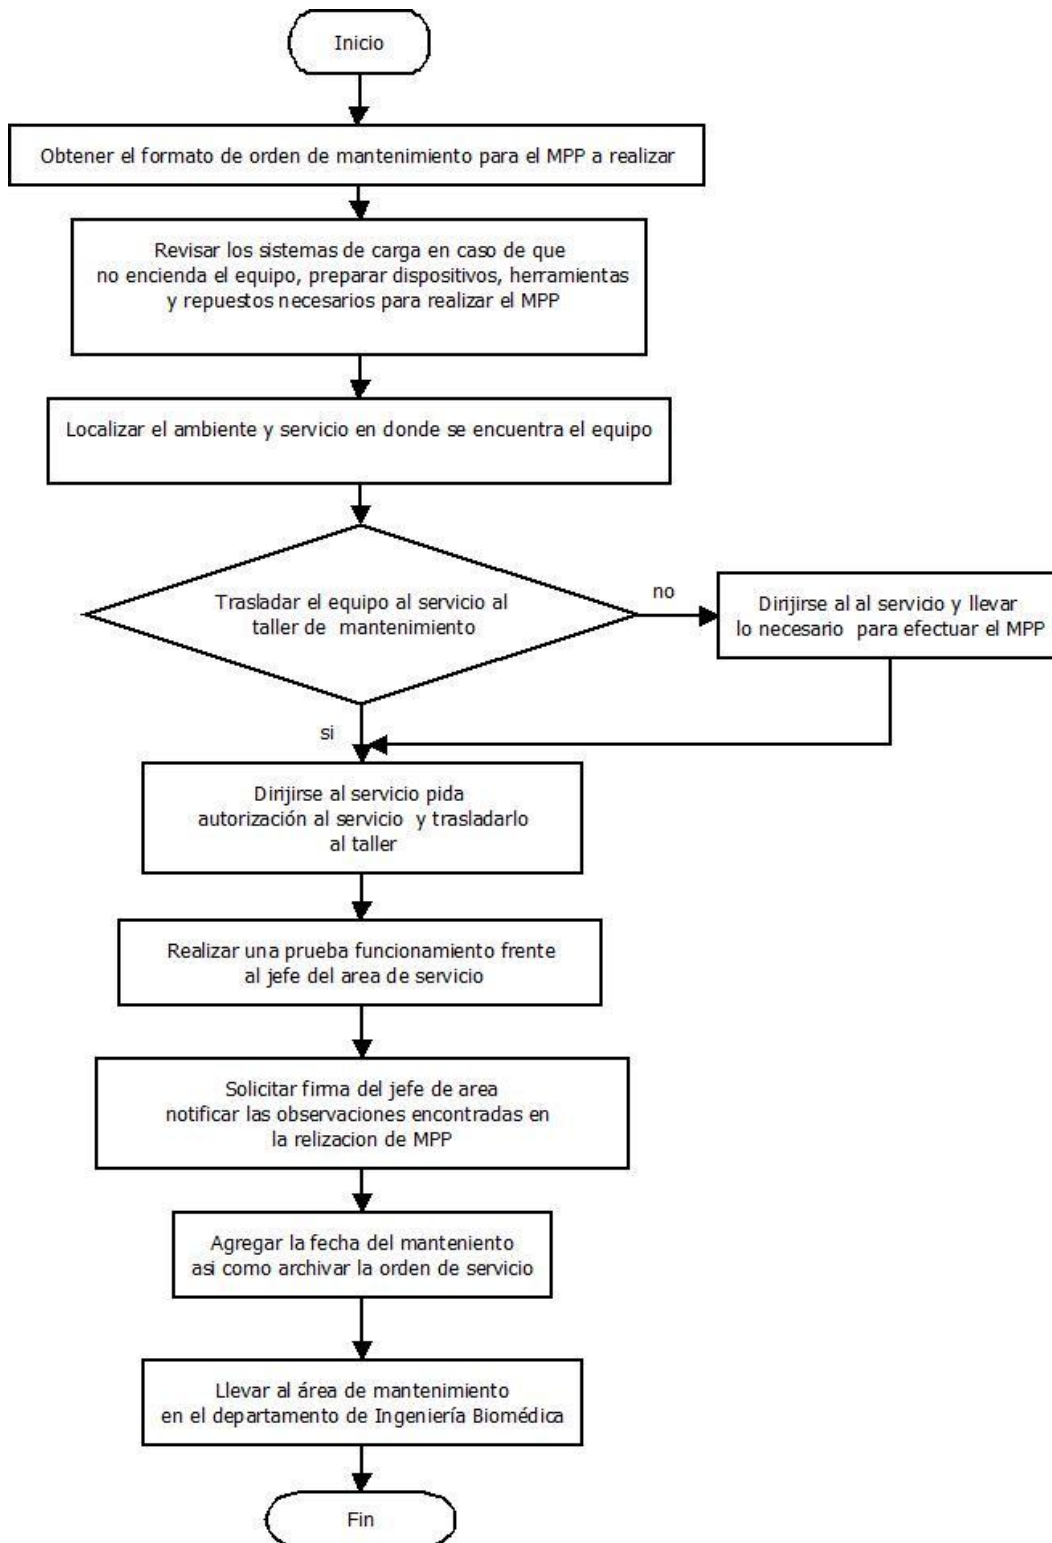 Inicio
Obtener el formato de orden de mantenimiento para el MPP a realizar
Revisar los sistemas de carga en caso de que
no encienda el equipo, preparar dispositivos, herramientas
y repuestos necesarios para realizar el MPP
Localizar el ambiente y servicio en donde se encuentra el equipo
Trasladar el equipo al servicio al
taller de mantenimiento
no
Dirijirse al al servicio y llevar
lo necesario para efectuar el MPP
si
Dirijirse al servicio pida
autorización al servicio y trasladarlo
al taller
Realizar una prueba funcionamiento frente
al jefe del area de servicio
Solicitar firma del jefe de area
notificar las observaciones encontradas en
la relizacion de MPP
Agregar la fecha del manteniento
asi como archivar la orden de servicio
Llevar al área de mantenimiento
en el departamento de Ingeniería Biomédica
Fin